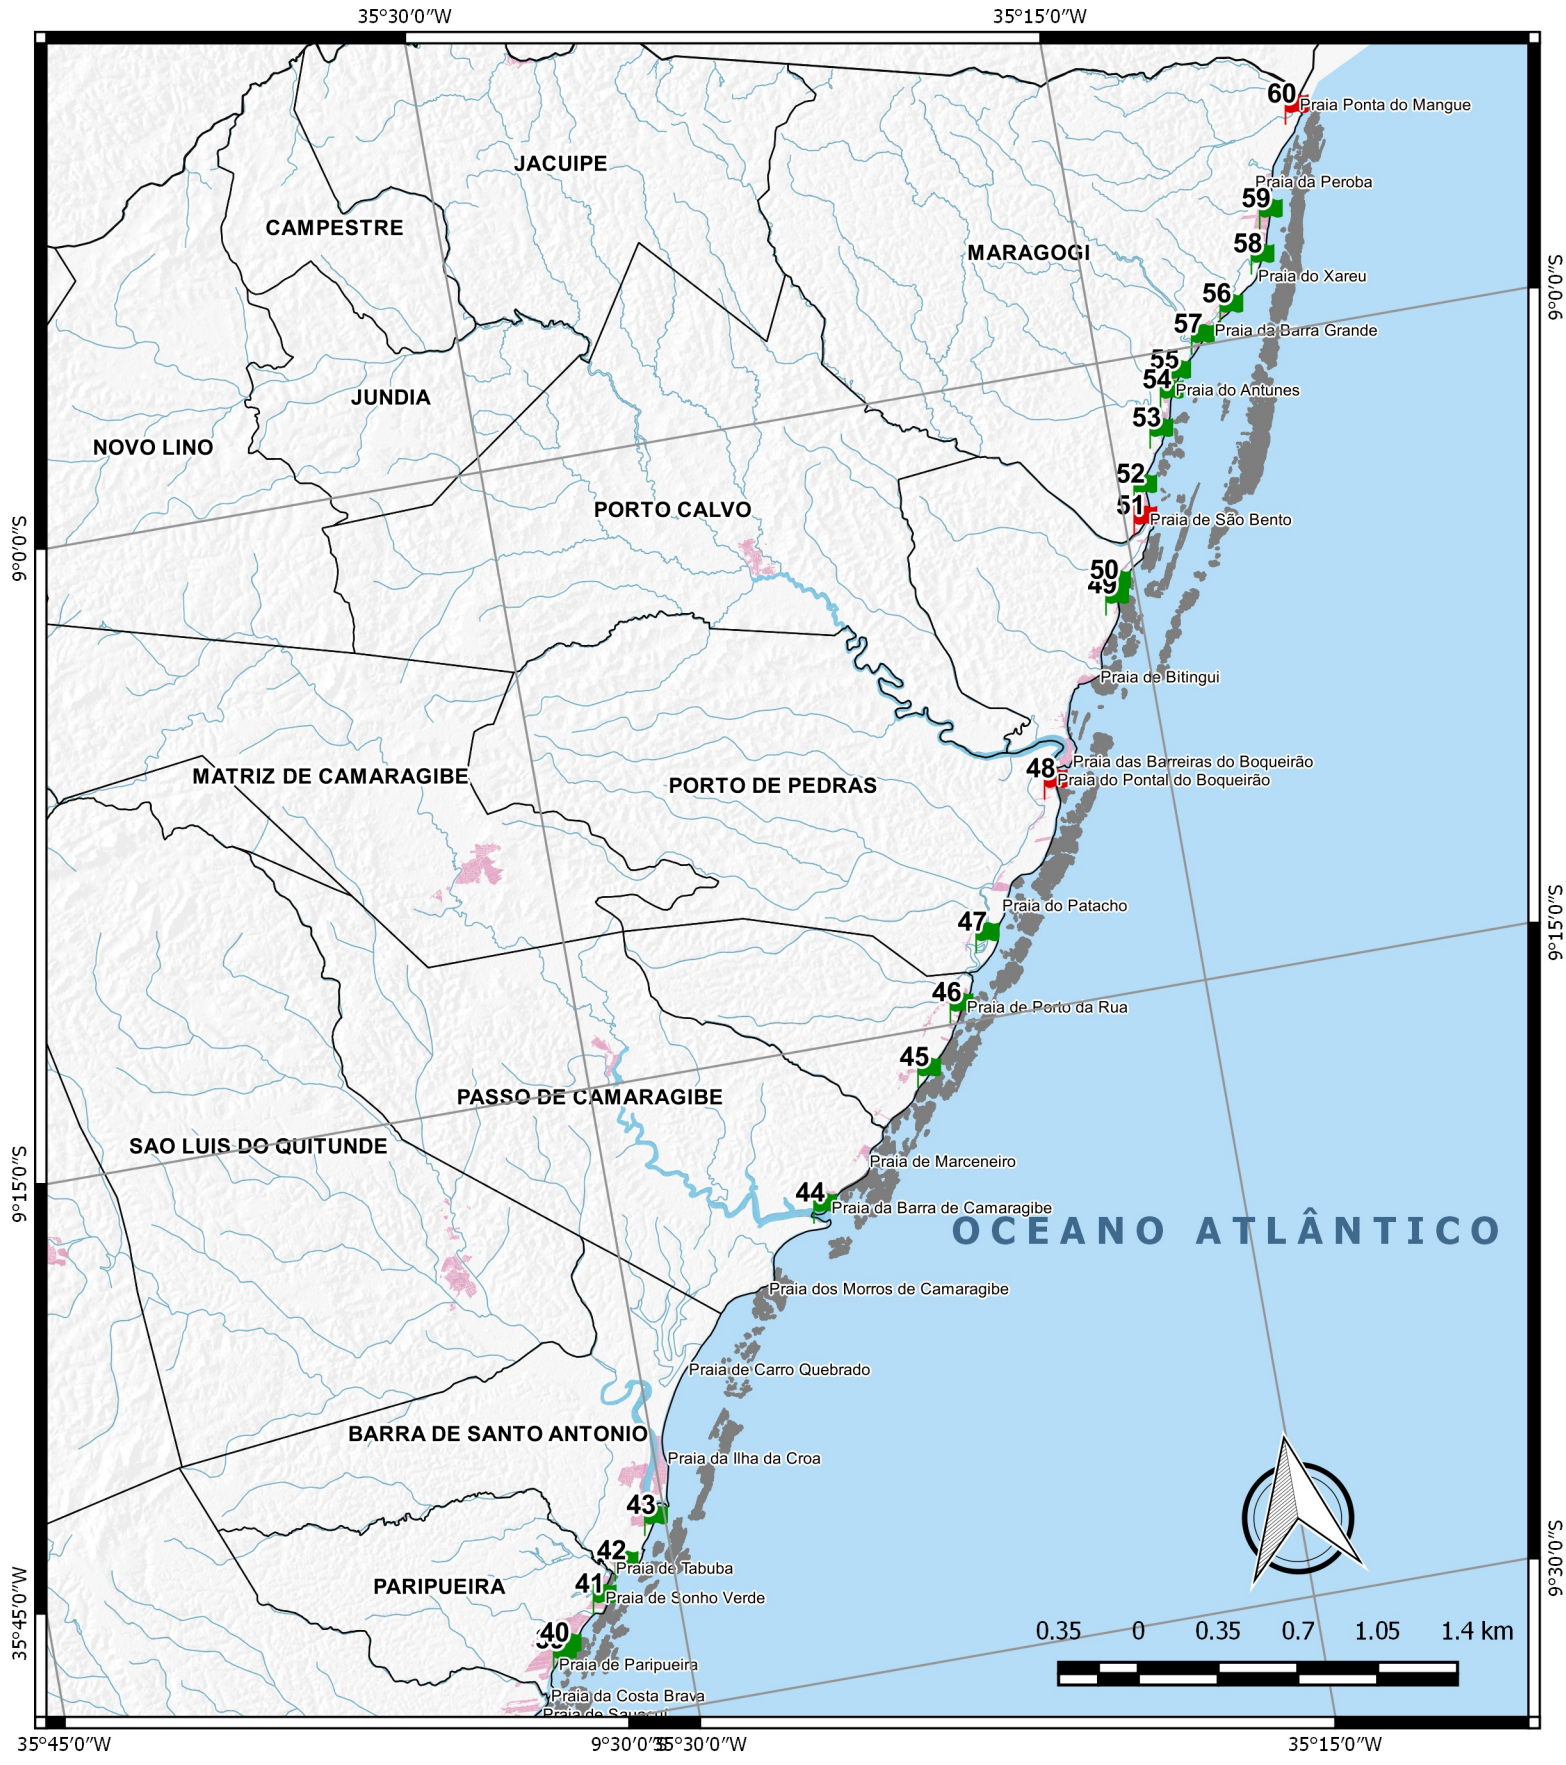 35°30'0"W
35°15'0"W
60
Praia Ponta do Mangue
JACUIPE
Praia da Peroba
59
CAMPESTRE
58
MARAGOGI
Praia do Xareu
9°0'0"S
56
57
Praia da Barra Grande
55
54
Praia do Antunes
JUNDIA
53
NOVO LINO
52
51
PORTO CALVO
Praia de São Bento
9°0'0"S
50
49
Praia de Bitingui
Praia das Barreiras do Boqueirão
48
MATRIZ DE CAMARAGIBE
Praia do Pontal do Boqueirão
PORTO DE PEDRAS
Praia do Patacho
47
9°15'0"S
46
Praia de Porto da Rua
45
PASSO DE CAMARAGIBE
SAO LUIS DO QUITUNDE
Praia de Marceneiro
9°15'0"S
44
Praia da Barra de Camaragibe
OCEANO ATLÂNTICO
Praia dos Morros de Camaragibe
Praia de Carro Quebrado
BARRA DE SANTO ANTONIO
Praia da Ilha da Croa
43
42
9°30'0"S
Praia de Tabuba
41
PARIPUEIRA
Praia de Sonho Verde
35°45'0"W
40
0.35 0 0.35 0.7 1.05 1.4 km
Praia de Paripueira
Praia da Costa Brava
35°45'0"W
9°30'0"S
35°30'0"W
35°15'0"W